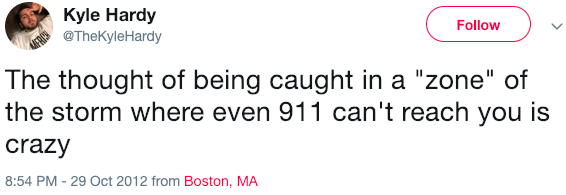 Kyle Hardy
@TheKyleHardy
Follow
The thought of being caught in a "zone" of
the storm where even 911 can't reach you is
crazy
8:54 PM - 29 Oct 2012 from Boston, MA